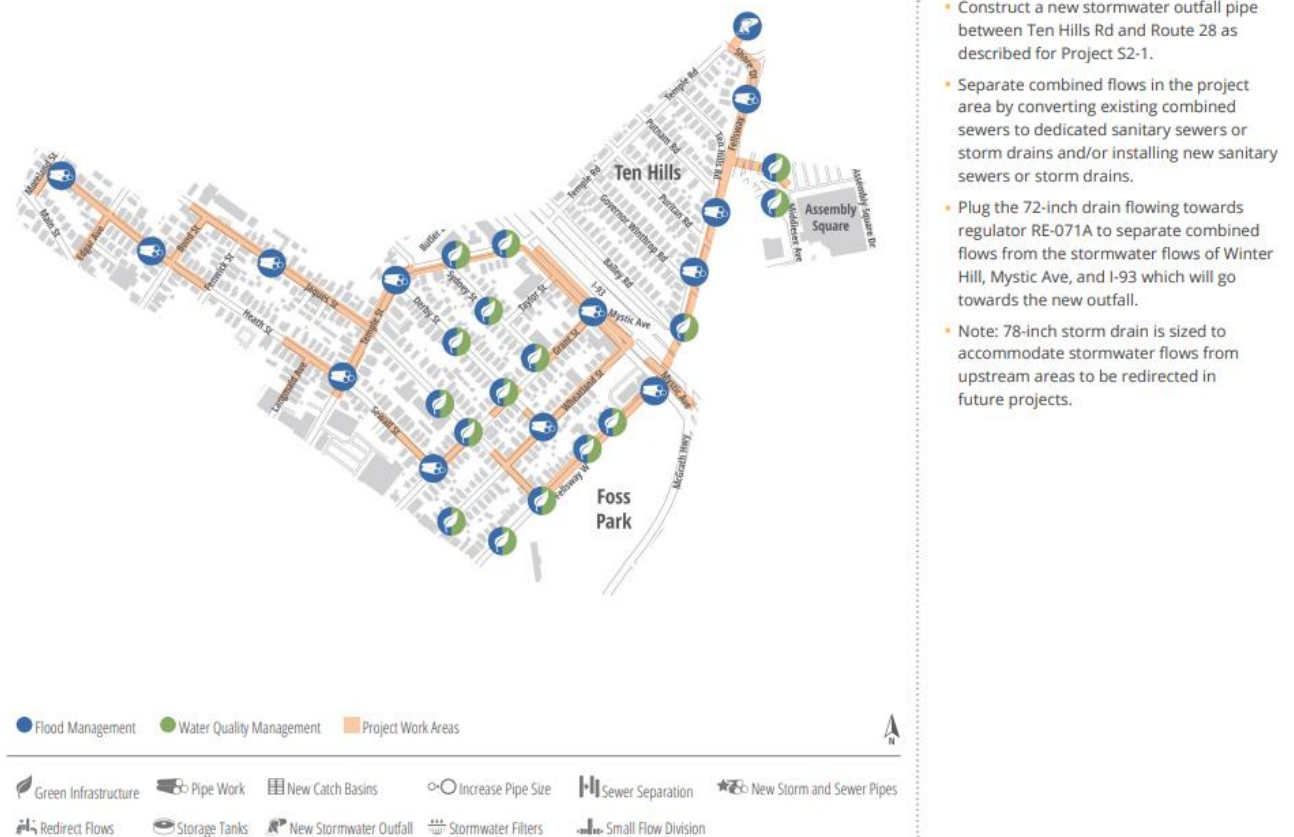 Construct a new stormwater outfall pipe
between Ten Hills Rd and Route 28 as
described for Project S2-1.
Separate combined flows in the project
area by converting existing combined
sewers to dedicated sanitary sewers or
storm drains and/or installing new sanitary
sewers or storm drains.
Plug the 72-inch drain flowing towards
regulator RE-071A to separate combined
flows from the stormwater flows of Winter
Hill, Mystic Ave, and I-93 which will go
towards the new outfall.
Note: 78-inch storm drain is sized to
accommodate stormwater flows from
upstream areas to be redirected in
future projects.
Shore Dr
Temple Rd
Fellsway
Putnam Rd
Ten Hills Rd
Ten Hills
Temple Rd
Puritan Rd
Governor Winthrop Rd
Bailey Rd
Assembly
Square
Assembly Square Dr
Middlesex Ave
Moreland St
Main St
Edgar Ave
Bond St
Fenwick St
Jaques St
Heath St
Langmaid Ave
Temple St
Butler
Sydney St
Derby St
Taylor St
I-93
Mystic Ave
Grant St
Wheatland St
Mystic Ave
Sewall St
Fellsway W
McGrath Hwy
Foss
Park
Flood Management
Water Quality Management
Project Work Areas
N
Green Infrastructure
Pipe Work
New Catch Basins
Increase Pipe Size
Sewer Separation
New Storm and Sewer Pipes
Redirect Flows
Storage Tanks
New Stormwater Outfall
Stormwater Filters
Small Flow Division